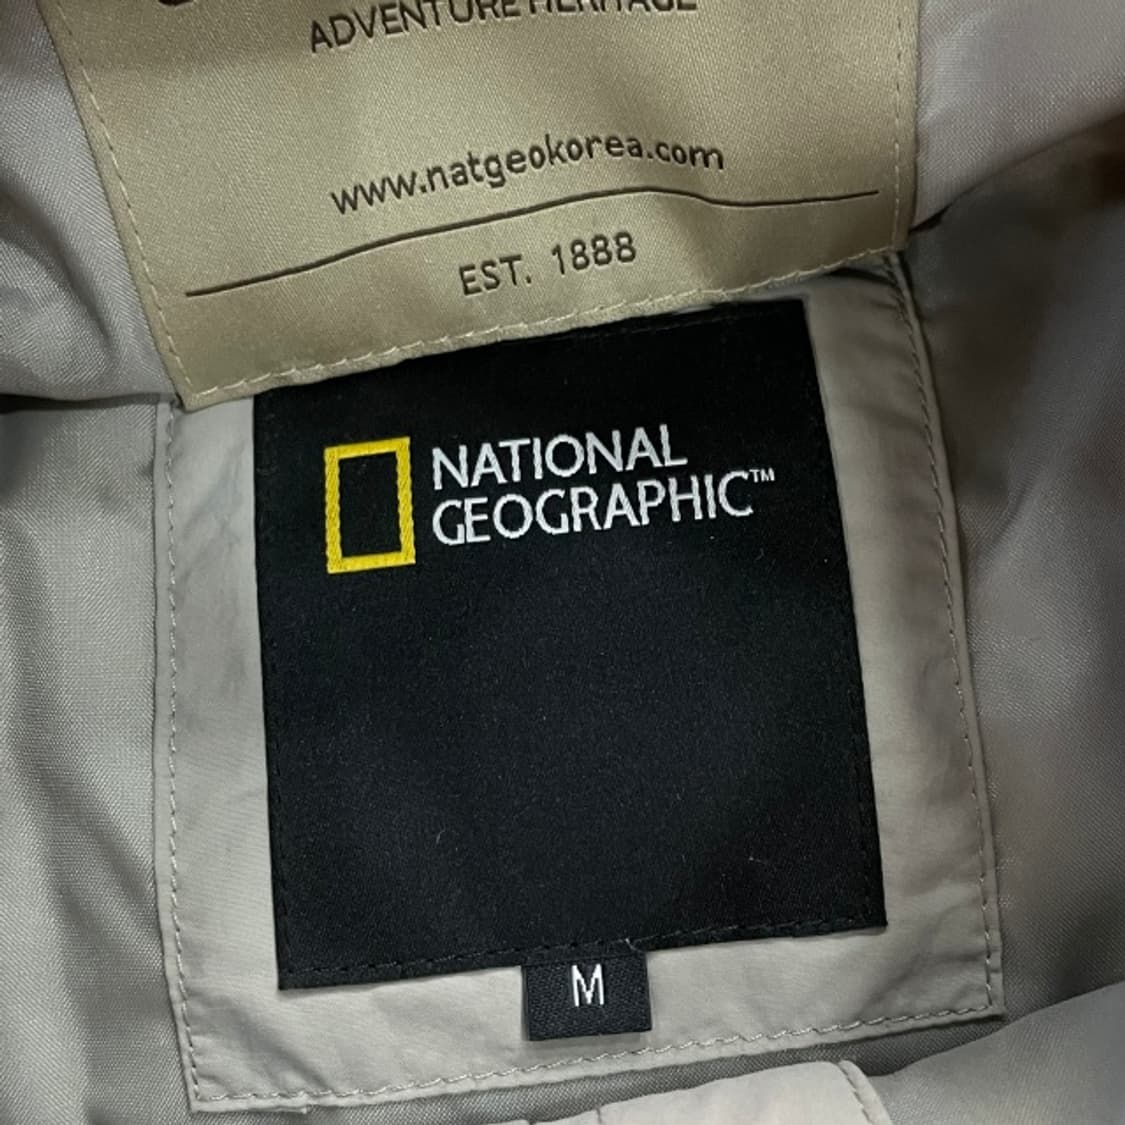 ADVENTURE HERITAGE
www.natgeokorea.com
EST. 1888
NATIONAL
GEOGRAPHIC™
M